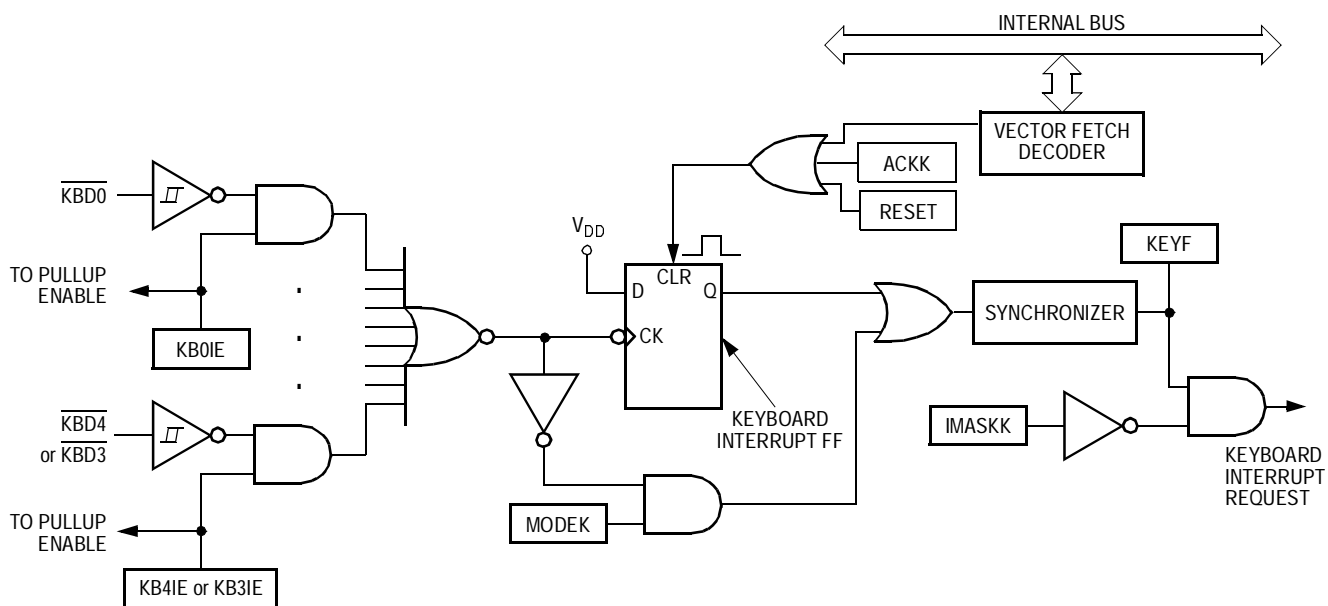 INTERNAL BUS
VECTOR FETCH
DECODER
ACKK
RESET
KBD0
VDD
KEYF
CLR
D
Q
TO PULLUP
ENABLE
SYNCHRONIZER
CK
KB0IE
KEYBOARD
INTERRUPT FF
KBD4
or KBD3
IMASKK
KEYBOARD
INTERRUPT
REQUEST
MODEK
TO PULLUP
ENABLE
KB4IE or KB3IE